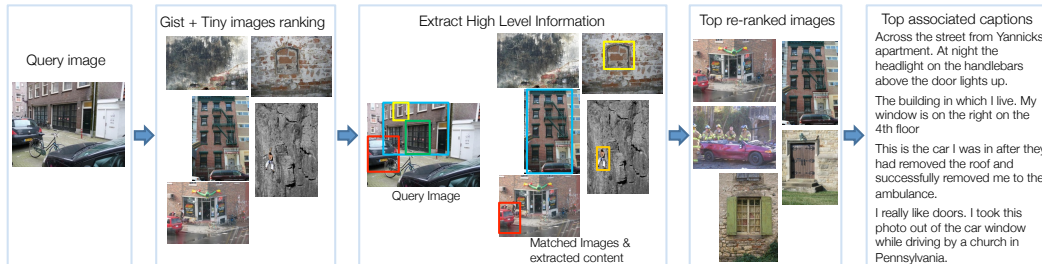 Query image
Gist + Tiny images ranking
Extract High Level Information
Query Image
Matched Images &
extracted content
Top re-ranked images
Top associated captions
Across the street from Yannicks
apartment. At night the
headlight on the handlebars
above the door lights up.
The building in which I live. My
window is on the right on the
4th floor
This is the car I was in after they
had removed the roof and
successfully removed me to the
ambulance.
I really like doors. I took this
photo out of the car window
while driving by a church in
Pennsylvania.